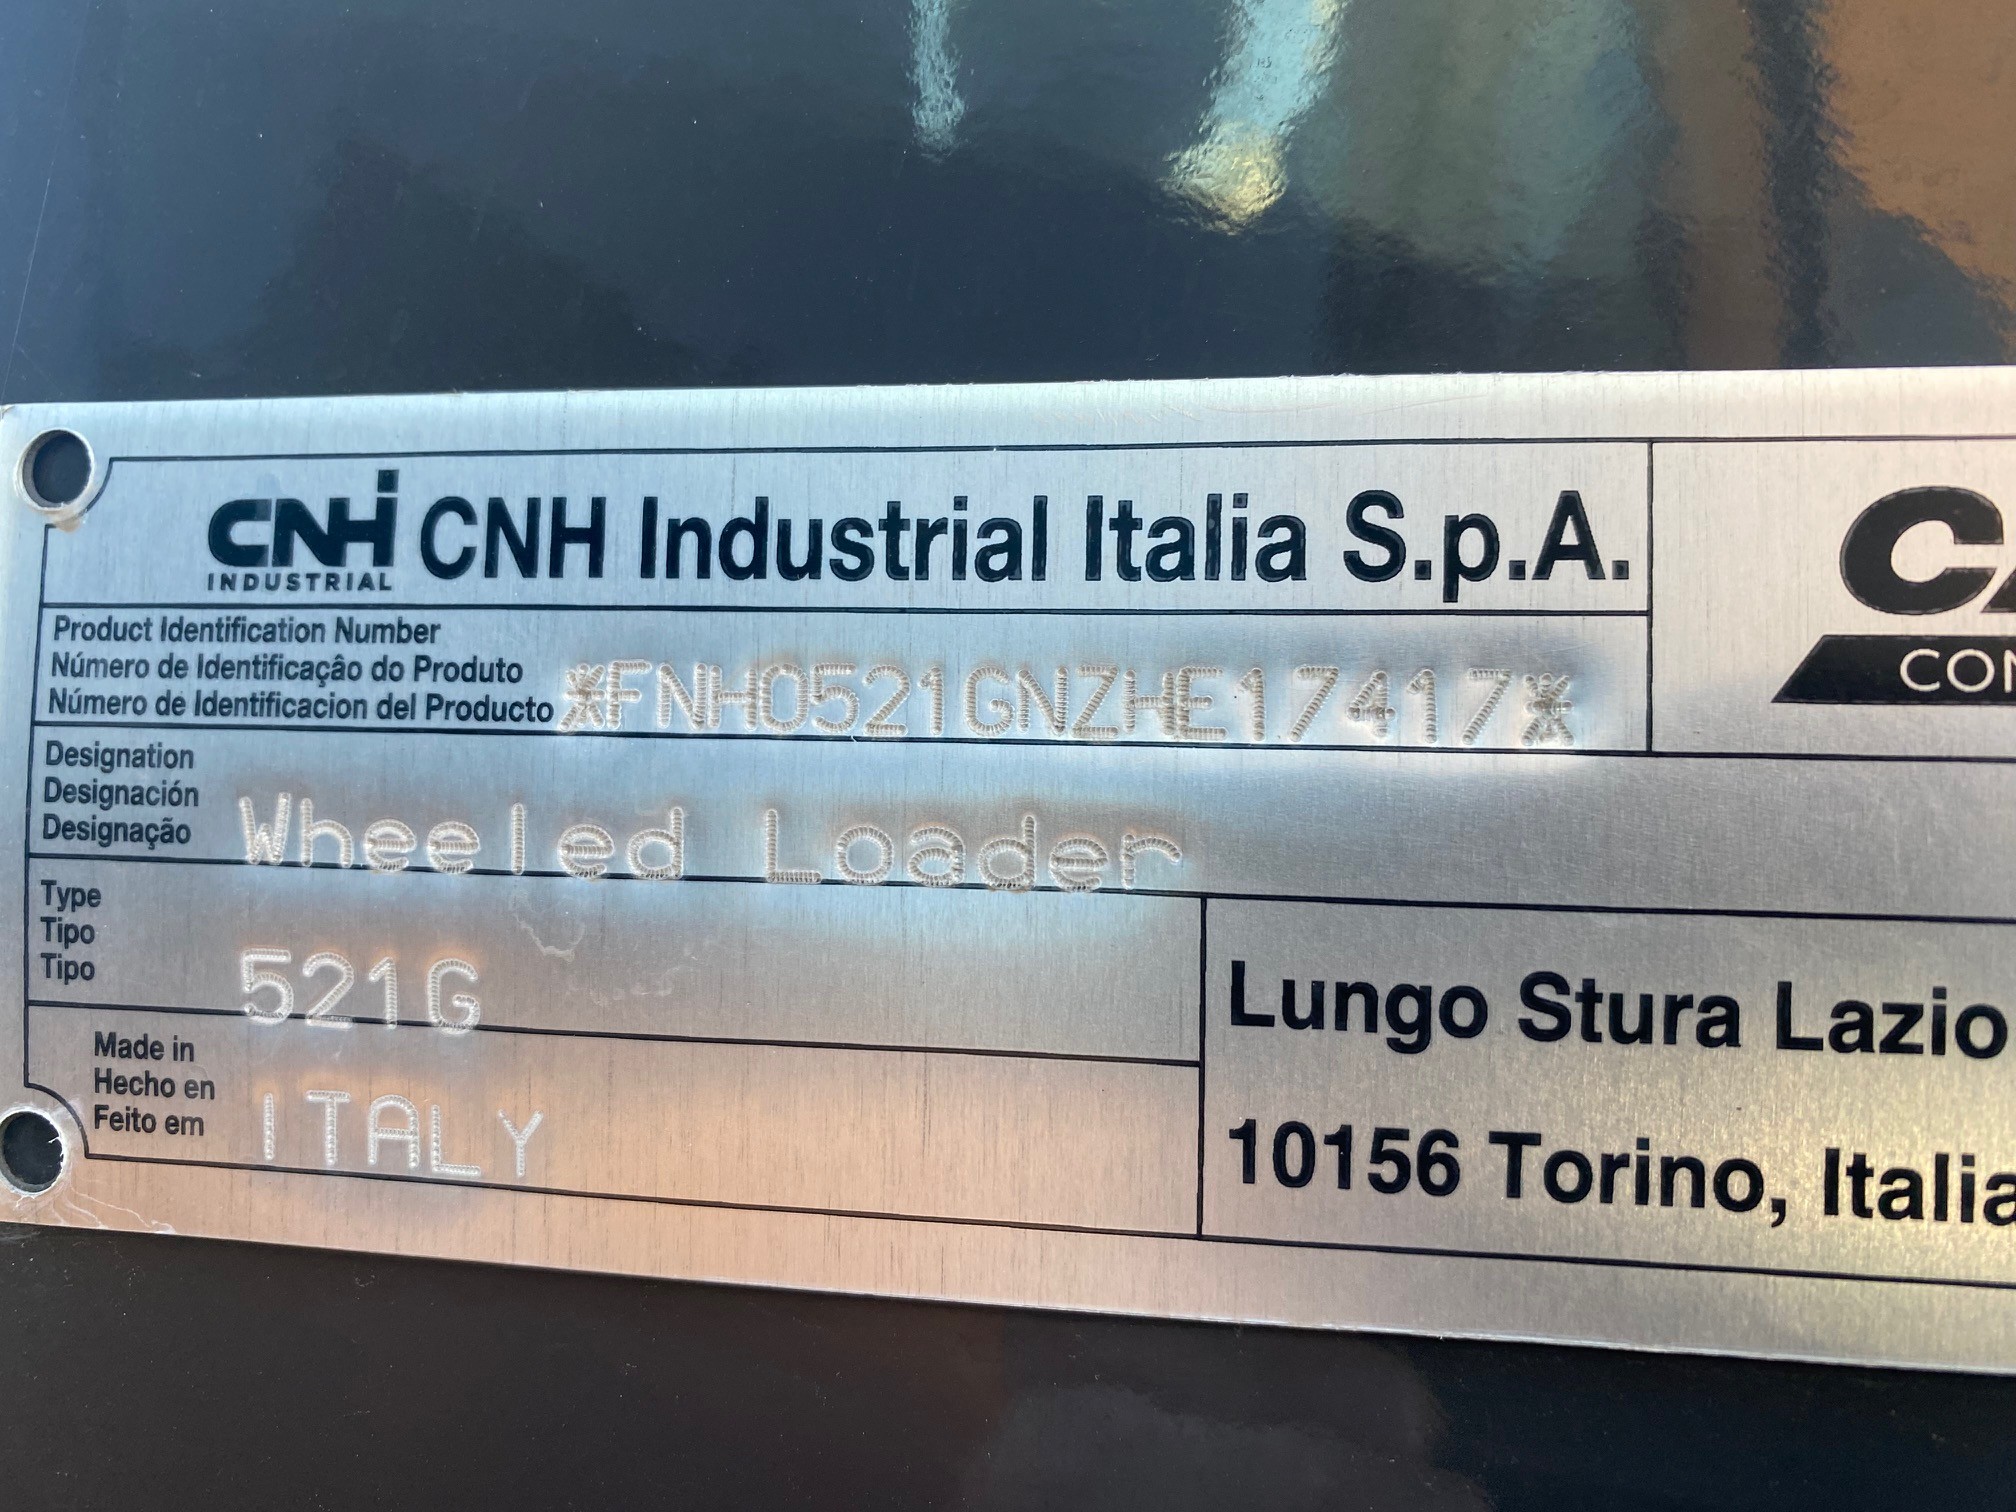 CNH INDUSTRIAL CNH Industrial Italia S.p.A.
Product Identification Number
Número de Identificação do Produto
Número de Identificacion del Producto *FNH0521GNZHE17417*
Designation
Designación
Designação Wheeled Loader
Type
Tipo
Tipo 521G
Made in
Hecho en
Feito em ITALY
CA
CON
Lungo Stura Lazio
10156 Torino, Italia